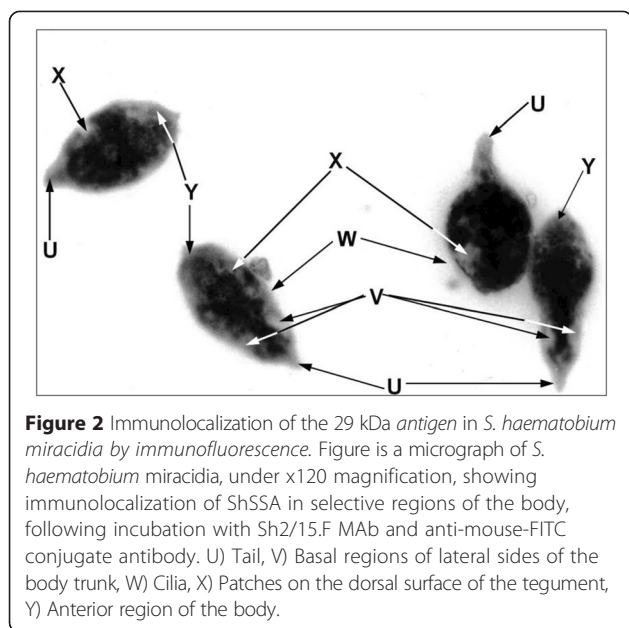 X
U
Y
X
U
Y
W
V
U
Figure 2 Immunolocalization of the 29 kDa antigen in S. haematobium
miracidia by immunofluorescence. Figure is a micrograph of S.
haematobium miracidia, under x120 magnification, showing
immunolocalization of ShSSA in selective regions of the body,
following incubation with Sh2/15.F MAb and anti-mouse-FITC
conjugate antibody. U) Tail, V) Basal regions of lateral sides of the
body trunk, W) Cilia, X) Patches on the dorsal surface of the tegument,
Y) Anterior region of the body.